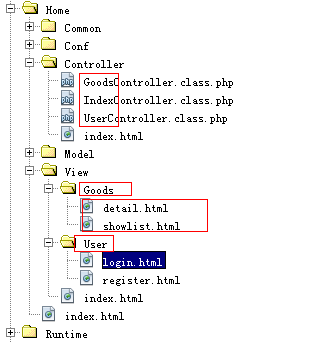 Home
Common
Conf
Controller
GoodsController.class.php
IndexController.class.php
UserController.class.php
index.html
Model
View
Goods
detail.html
showlist.html
User
login.html
register.html
index.html
index.html
Runtime